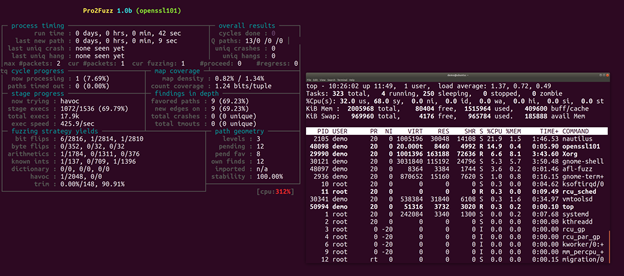 Pro2Fuzz 1.0b (openssl101)
process timing
overall results
run time : 0 days, 0 hrs, 0 min, 42 sec
cycles done : 0
last new path : 0 days, 0 hrs, 0 min, 9 sec
Q paths: 13/0 /0 /0
last uniq crash : none seen yet
uniq crashes : 0
last uniq hang : none seen yet
uniq hangs : 0
max #packets: 2 cur #packets: 1 cur fuzzing: 1 #proceed: 0 #regress: 0
cycle progress
map coverage
now processing : 1 (7.69%)
map density : 0.82% / 1.34%
paths timed out : 0 (0.00%)
count coverage : 1.24 bits/tuple
stage progress
findings in depth
now trying : havoc
favored paths : 9 (69.23%)
stage execs : 1072/1536 (69.79%)
new edges on : 9 (69.23%)
total execs : 17.9k
total crashes : 0 (0 unique)
exec speed : 425.9/sec
total tmouts : 0 (0 unique)
fuzzing strategy yields
path geometry
bit flips : 6/2816, 1/2814, 1/2810
levels : 3
byte flips : 0/352, 0/32, 0/32
pending : 12
arithmetics : 1/1784, 0/1311, 0/376
pend fav : 8
known ints : 1/137, 0/709, 1/1396
own finds : 12
dictionary : 0/0, 0/0, 0/0
imported : n/a
havoc : 1/2048, 0/0
stability : 100.00%
trim : 0.00%/148, 90.91%
[cpu:312%]
top - 10:26:02 up 11:49, 1 user, load average: 1.37, 0.72, 0.49
Tasks: 323 total, 4 running, 250 sleeping, 0 stopped, 0 zombie
%Cpu(s): 32.0 us, 68.0 sy, 0.0 ni, 0.0 id, 0.0 wa, 0.0 hi, 0.0 si, 0.0 st
KiB Mem : 2005968 total, 80404 free, 1515964 used, 409600 buff/cache
KiB Swap: 969960 total, 4176 free, 965784 used. 185888 avail Mem
PID USER PR NI VIRT RES SHR S %CPU %MEM TIME+ COMMAND
2105 demo 20 0 1005196 30048 14108 S 21.9 1.5 1:46.53 nautilus
48098 demo 20 0 20.000t 8460 4992 R 14.9 0.4 0:05.90 openssl101
29990 demo 20 0 1001396 163188 72636 R 6.6 8.1 3:43.60 Xorg
30121 demo 20 0 3031840 115192 24796 S 5.3 5.7 3:50.48 gnome-shell
48097 demo 20 0 8364 3384 1744 S 3.6 0.2 0:01.46 afl-fuzz
2936 demo 20 0 870652 15160 7620 S 1.0 0.8 0:16.15 gnome-term+
10 root 20 0 0 0 0 S 0.3 0.0 0:04.62 ksoftirqd/0
11 root 20 0 0 0 0 R 0.3 0.0 0:09.49 rcu_sched
30341 demo 20 0 538384 31840 6108 S 0.3 1.6 0:34.97 vmtoolsd
50994 demo 20 0 51316 3732 3020 R 0.3 0.2 0:00.10 top
1 root 20 0 242084 3340 1300 S 0.0 0.2 0:07.68 systemd
2 root 20 0 0 0 0 S 0.0 0.0 0:00.02 kthreadd
3 root 0 -20 0 0 0 I 0.0 0.0 0:00.00 rcu_gp
4 root 0 -20 0 0 0 I 0.0 0.0 0:00.00 rcu_par_gp
6 root 0 -20 0 0 0 I 0.0 0.0 0:00.00 kworker/0:+
9 root 0 -20 0 0 0 I 0.0 0.0 0:00.00 mm_percpu_+
12 root rt 0 0 0 0 S 0.0 0.0 0:00.15 migration/0